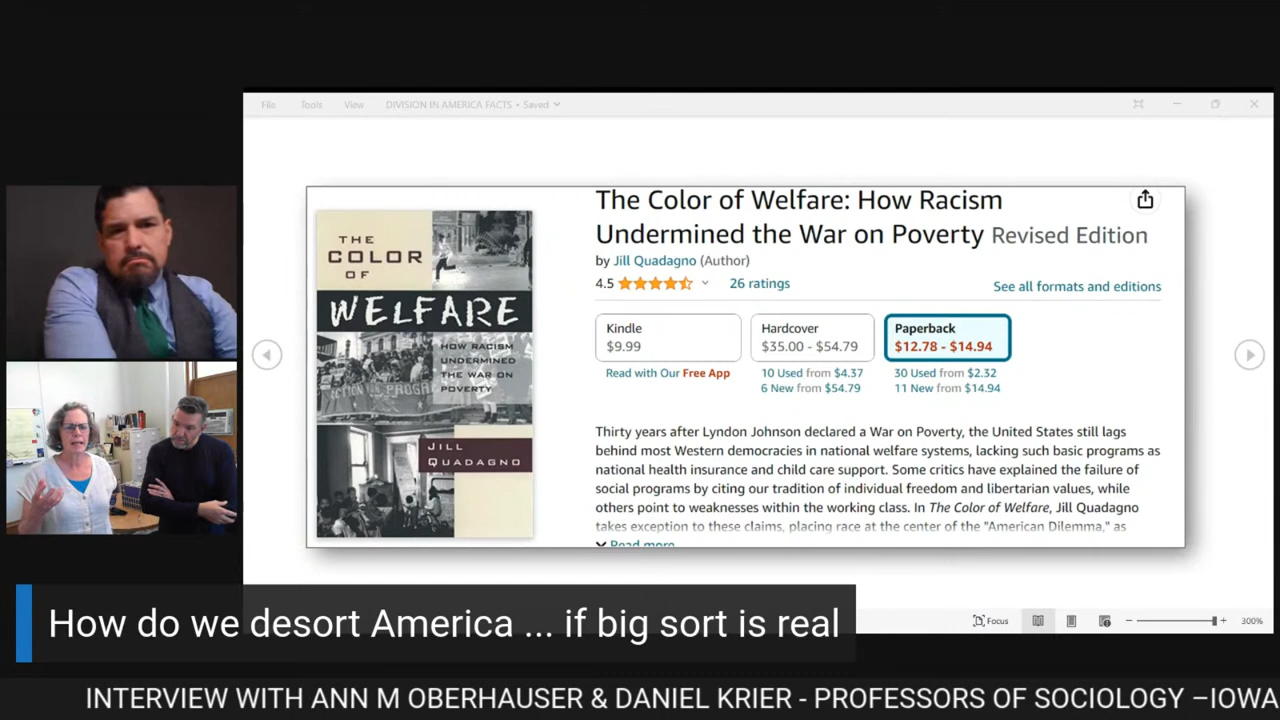 File Tools View DIVISION IN AMERICA FACTS • Saved
THE
COLOR
OF
WELFARE
HOW RACISM
UNDERMINED
THE WAR ON
POVERTY
JILL
QUADAGNO
The Color of Welfare: How Racism
Undermined the War on Poverty Revised Edition
by Jill Quadagno (Author)
4.5 26 ratings
See all formats and editions
Kindle
$9.99
Read with Our Free App
Hardcover
$35.00 - $54.79
10 Used from $4.37
6 New from $54.79
Paperback
$12.78 - $14.94
30 Used from $2.32
11 New from $14.94
Thirty years after Lyndon Johnson declared a War on Poverty, the United States still lags
behind most Western democracies in national welfare systems, lacking such basic programs as
national health insurance and child care support. Some critics have explained the failure of
social programs by citing our tradition of individual freedom and libertarian values, while
others point to weaknesses within the working class. In The Color of Welfare, Jill Quadagno
takes exception to these claims, placing race at the center of the "American Dilemma," as
Read more
Focus
300%
How do we desort America ... if big sort is real
INTERVIEW WITH ANN M OBERHAUSER & DANIEL KRIER - PROFESSORS OF SOCIOLOGY –IOWA